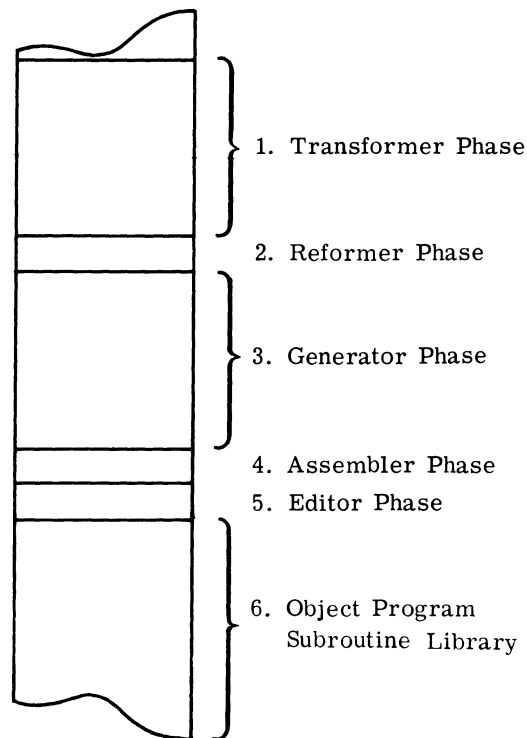 1. Transformer Phase
2. Reformer Phase
3. Generator Phase
4. Assembler Phase
5. Editor Phase
6. Object Program
Subroutine Library